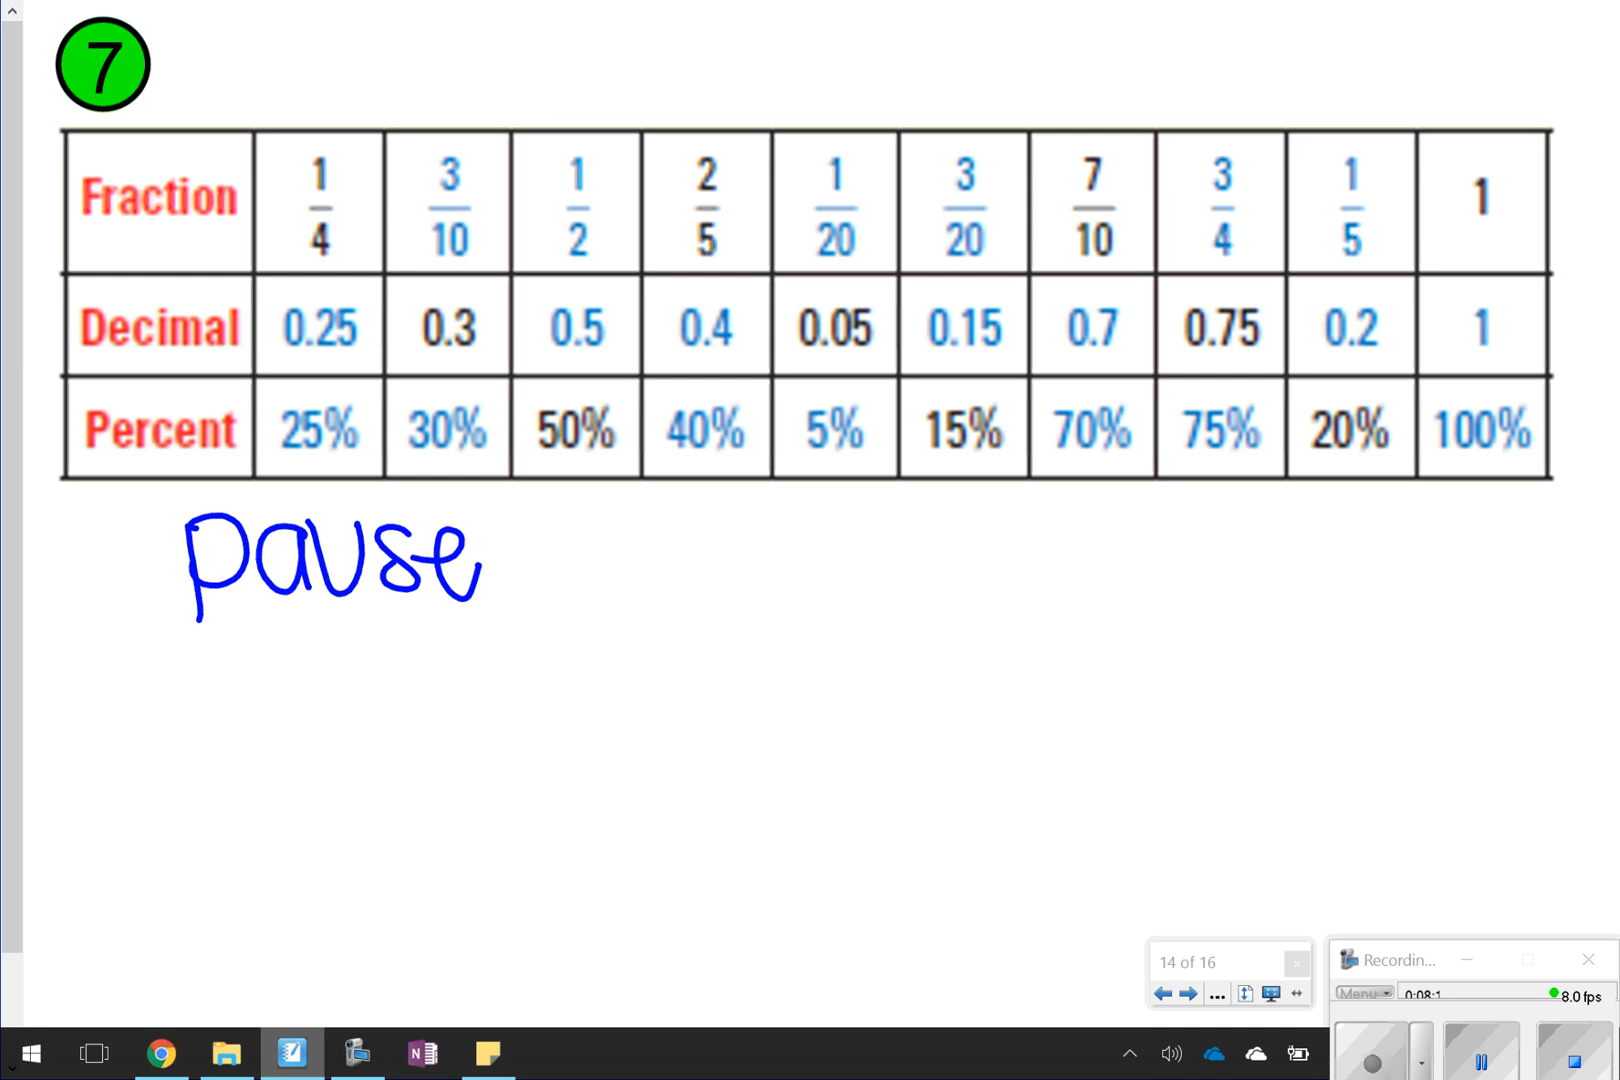 7
Fraction 1/4 3/10 1/2 2/5 1/20 3/20 7/10 3/4 1/5 1
Decimal 0.25 0.3 0.5 0.4 0.05 0.15 0.7 0.75 0.2 1
Percent 25% 30% 50% 40% 5% 15% 70% 75% 20% 100%
pause
14 of 16
Recordin...
Menu
8.0 fps